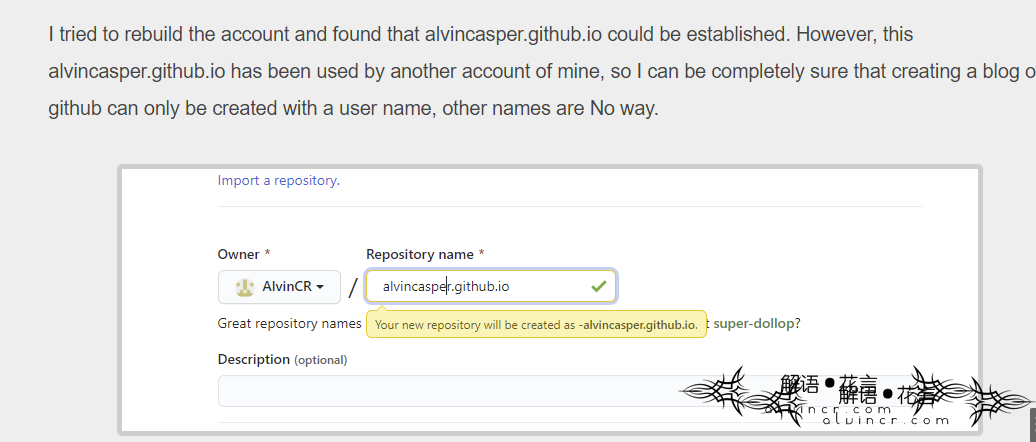 I tried to rebuild the account and found that alvincasper.github.io could be established. However, this
alvincasper.github.io has been used by another account of mine, so I can be completely sure that creating a blog o
github can only be created with a user name, other names are No way.
Import a repository.
Owner * Repository name *
AlvinCR / alvincasper.github.io
Great repository names Your new repository will be created as -alvincasper.github.io. t super-dollop?
Description (optional)
解语●花言
解语●花言
alvincr.com
alvincr.com